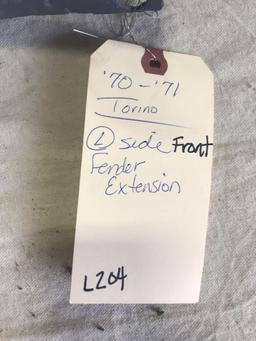 '70 - '71
Torino
(L) side Front
Fender
Extension
L204